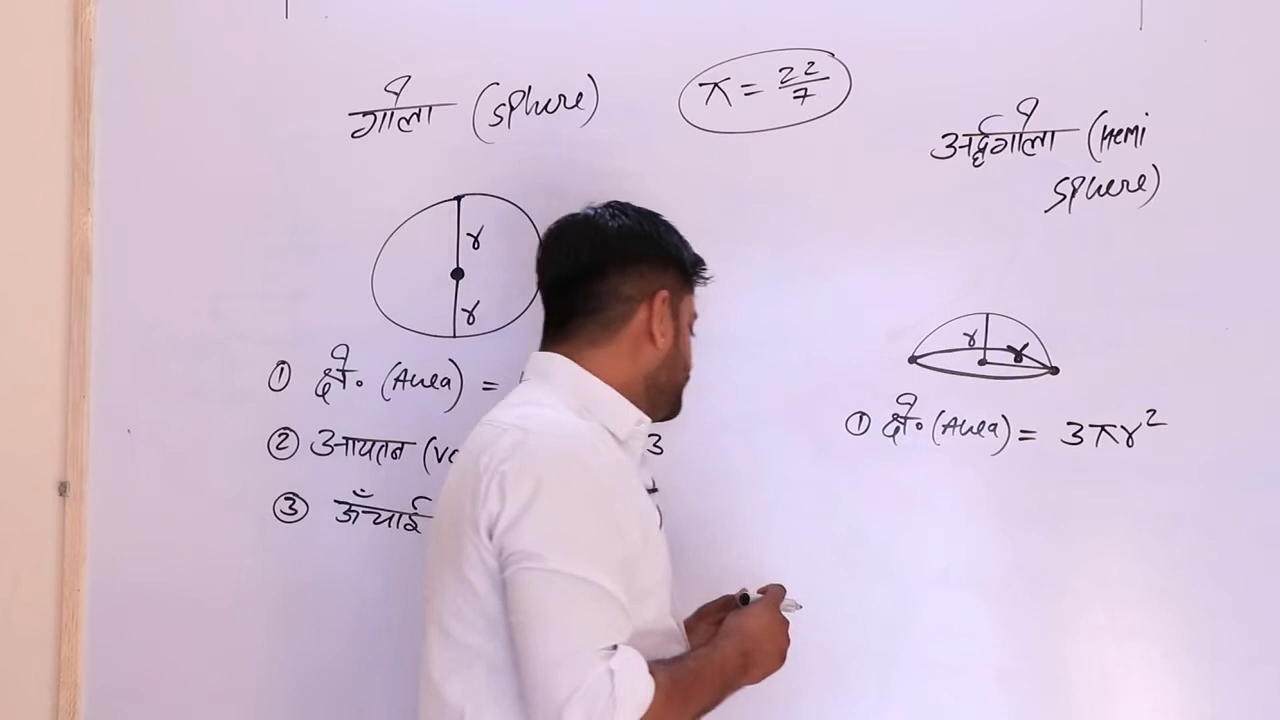 गोला (Sphere)
π = 22/7
r
r
① क्षे० (Area) =
② आयतन 3
③ ऊँचाई
अर्द्धगोला (Hemi
Sphere)
r r
① क्षे० (Area) = 3πr²